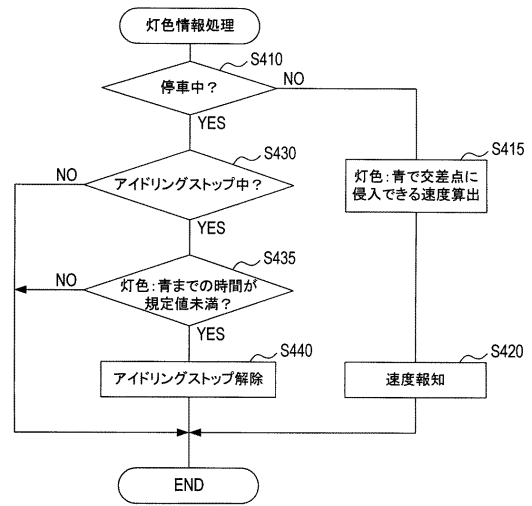 灯色情報処理
S410
停車中?
NO
YES
S430
アイドリングストップ中?
NO
YES
S415
灯色:青で交差点に
侵入できる速度算出
S435
灯色:青までの時間が
規定値未満?
NO
YES
S440
アイドリングストップ解除
S420
速度報知
END